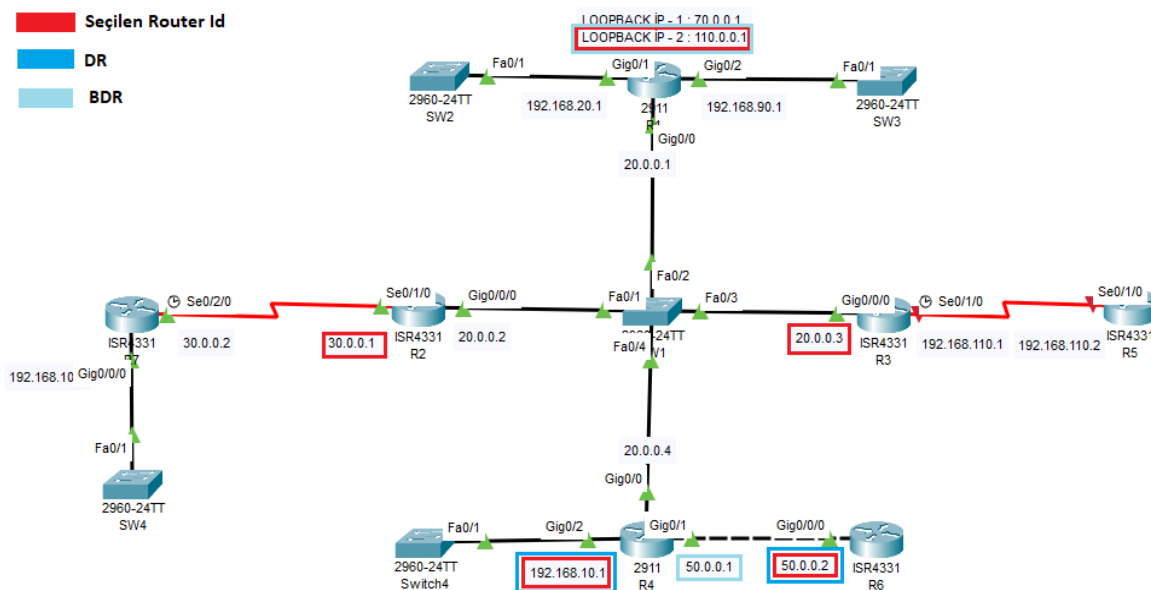 Seçilen Router Id
DR
BDR
LOOPBACK İP - 1 : 70.0.0.1
LOOPBACK İP - 2 : 110.0.0.1
Fa0/1
Gig0/1
Gig0/2
Fa0/1
2960-24TT
SW2
192.168.20.1
2911
R1
192.168.90.1
2960-24TT
SW3
Gig0/0
20.0.0.1
Fa0/2
Se0/2/0
Se0/1/0
Gig0/0/0
Fa0/1
Fa0/3
Gig0/0/0
Se0/1/0
Se0/1/0
ISR4331
30.0.0.2
30.0.0.1
ISR4331
R2
20.0.0.2
Fa0/4
20.0.0.3
ISR4331
R3
192.168.110.1
192.168.110.2
ISR4331
R5
192.168.10
Gig0/0/0
Fa0/1
20.0.0.4
2960-24TT
SW4
Gig0/0
Fa0/1
Gig0/2
Gig0/1
Gig0/0/0
2960-24TT
Switch4
192.168.10.1
2911
R4
50.0.0.1
50.0.0.2
ISR4331
R6